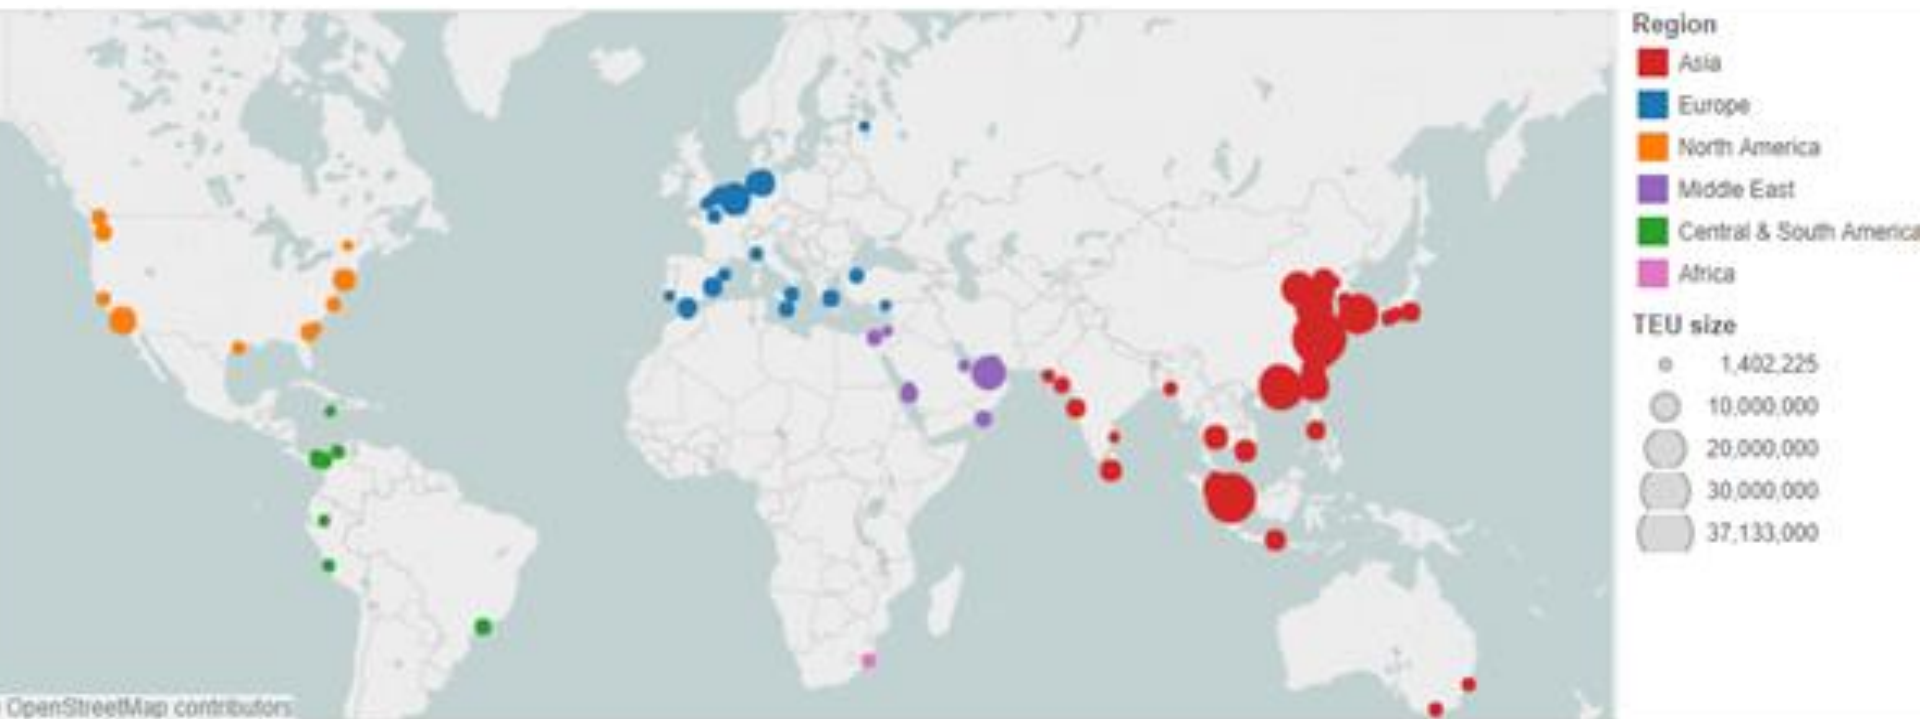 Region
Asia
Europe
North America
Middle East
Central & South America
Africa
TEU size
1,402,225
10,000,000
20,000,000
30,000,000
37,133,000
OpenStreetMap contributors